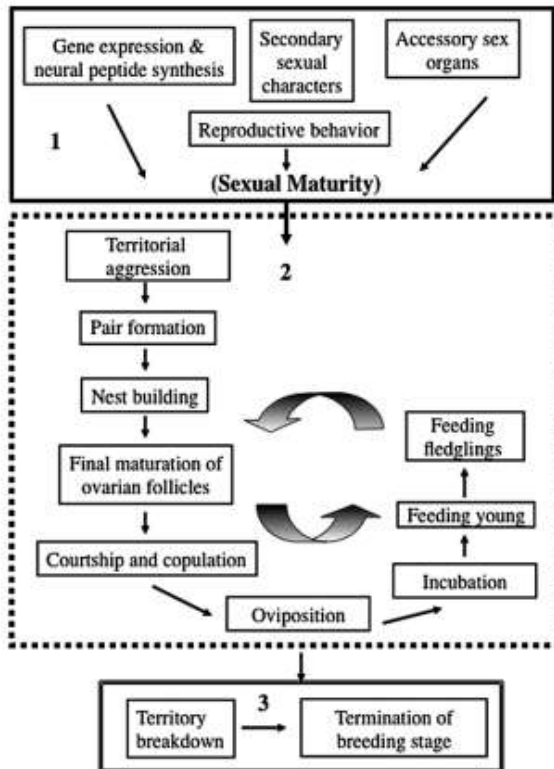 Gene expression &
neural peptide synthesis
Secondary
sexual
characters
Accessory sex
organs
Reproductive behavior
1
(Sexual Maturity)
Territorial
aggression
2
Pair formation
Nest building
Final maturation of
ovarian follicles
Courtship and copulation
Oviposition
Incubation
Feeding young
Feeding
fledglings
3
Territory
breakdown
Termination of
breeding stage